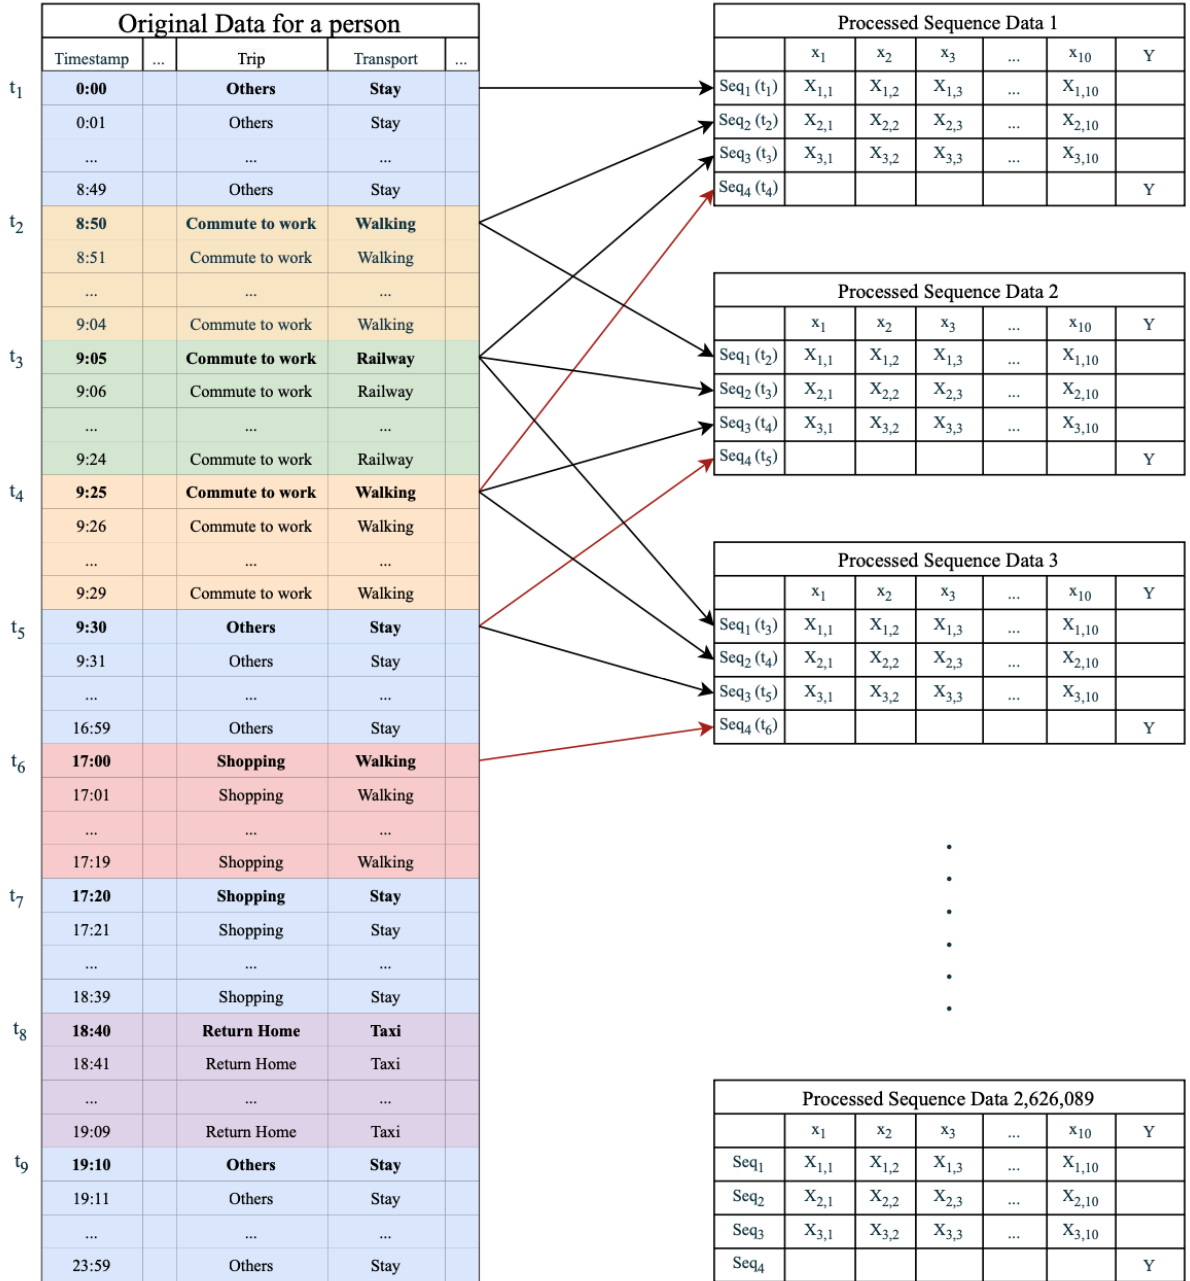 Original Data for a person
Timestamp ... Trip Transport ...
t1 0:00 Others Stay
0:01 Others Stay
... ... ...
8:49 Others Stay
t2 8:50 Commute to work Walking
8:51 Commute to work Walking
... ... ...
9:04 Commute to work Walking
t3 9:05 Commute to work Railway
9:06 Commute to work Railway
... ... ...
9:24 Commute to work Railway
t4 9:25 Commute to work Walking
9:26 Commute to work Walking
... ... ...
9:29 Commute to work Walking
t5 9:30 Others Stay
9:31 Others Stay
... ... ...
16:59 Others Stay
t6 17:00 Shopping Walking
17:01 Shopping Walking
... ... ...
17:19 Shopping Walking
t7 17:20 Shopping Stay
17:21 Shopping Stay
... ... ...
18:39 Shopping Stay
t8 18:40 Return Home Taxi
18:41 Return Home Taxi
... ... ...
19:09 Return Home Taxi
t9 19:10 Others Stay
19:11 Others Stay
... ... ...
23:59 Others Stay
Processed Sequence Data 1
x1 x2 x3 ... x10 Y
Seq1 (t1) X1,1 X1,2 X1,3 ... X1,10
Seq2 (t2) X2,1 X2,2 X2,3 ... X2,10
Seq3 (t3) X3,1 X3,2 X3,3 ... X3,10
Seq4 (t4) Y
Processed Sequence Data 2
x1 x2 x3 ... x10 Y
Seq1 (t2) X1,1 X1,2 X1,3 ... X1,10
Seq2 (t3) X2,1 X2,2 X2,3 ... X2,10
Seq3 (t4) X3,1 X3,2 X3,3 ... X3,10
Seq4 (t5) Y
Processed Sequence Data 3
x1 x2 x3 ... x10 Y
Seq1 (t3) X1,1 X1,2 X1,3 ... X1,10
Seq2 (t4) X2,1 X2,2 X2,3 ... X2,10
Seq3 (t5) X3,1 X3,2 X3,3 ... X3,10
Seq4 (t6) Y
Processed Sequence Data 2,626,089
x1 x2 x3 ... x10 Y
Seq1 X1,1 X1,2 X1,3 ... X1,10
Seq2 X2,1 X2,2 X2,3 ... X2,10
Seq3 X3,1 X3,2 X3,3 ... X3,10
Seq4 Y